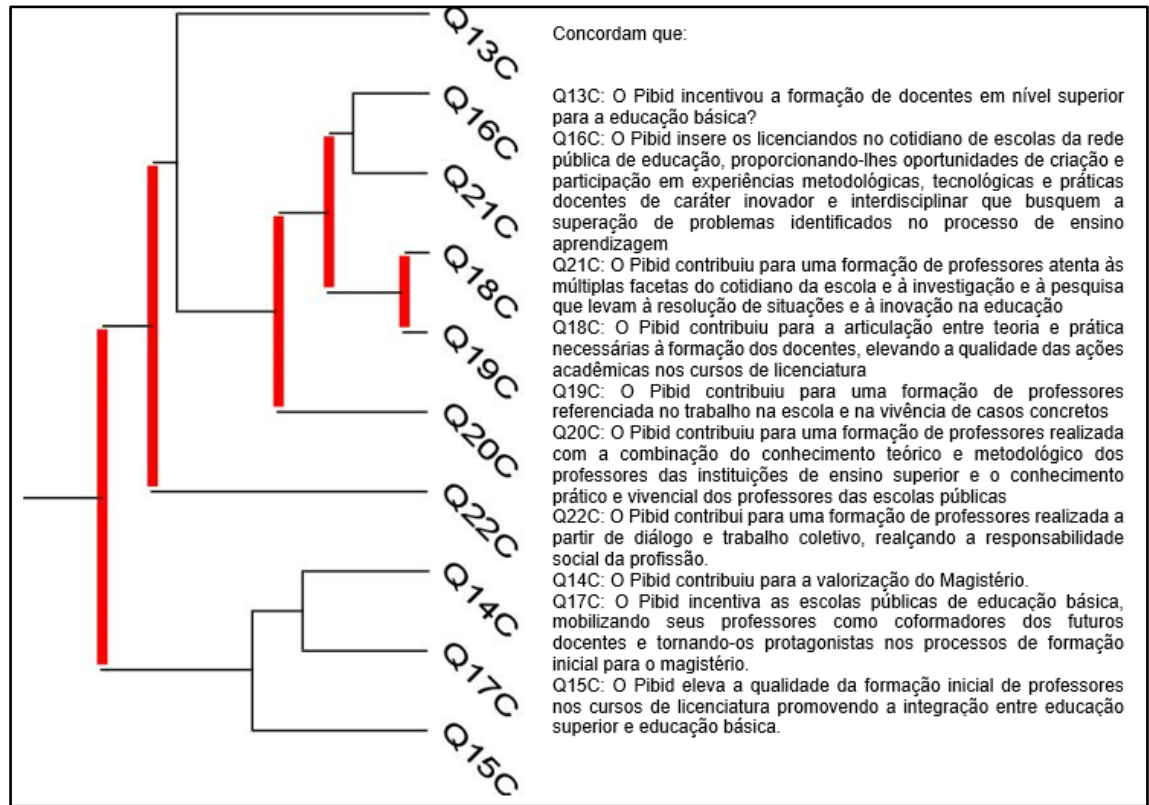 Q13C
Q16C
Q21C
Q18C
Q19C
Q20C
Q22C
Q14C
Q17C
Q15C
Concordam que:
Q13C: O Pibid incentivou a formação de docentes em nível superior
para a educação básica?
Q16C: O Pibid insere os licenciandos no cotidiano de escolas da rede
pública de educação, proporcionando-lhes oportunidades de criação e
participação em experiências metodológicas, tecnológicas e práticas
docentes de caráter inovador e interdisciplinar que busquem a
superação de problemas identificados no processo de ensino
aprendizagem
Q21C: O Pibid contribuiu para uma formação de professores atenta às
múltiplas facetas do cotidiano da escola e à investigação e à pesquisa
que levam à resolução de situações e à inovação na educação
Q18C: O Pibid contribuiu para a articulação entre teoria e prática
necessárias à formação dos docentes, elevando a qualidade das ações
acadêmicas nos cursos de licenciatura
Q19C: O Pibid contribuiu para uma formação de professores
referenciada no trabalho na escola e na vivência de casos concretos
Q20C: O Pibid contribuiu para uma formação de professores realizada
com a combinação do conhecimento teórico e metodológico dos
professores das instituições de ensino superior e o conhecimento
prático e vivencial dos professores das escolas públicas
Q22C: O Pibid contribui para uma formação de professores realizada a
partir de diálogo e trabalho coletivo, realçando a responsabilidade
social da profissão.
Q14C: O Pibid contribuiu para a valorização do Magistério.
Q17C: O Pibid incentiva as escolas públicas de educação básica,
mobilizando seus professores como coformadores dos futuros
docentes e tornando-os protagonistas nos processos de formação
inicial para o magistério.
Q15C: O Pibid eleva a qualidade da formação inicial de professores
nos cursos de licenciatura promovendo a integração entre educação
superior e educação básica.